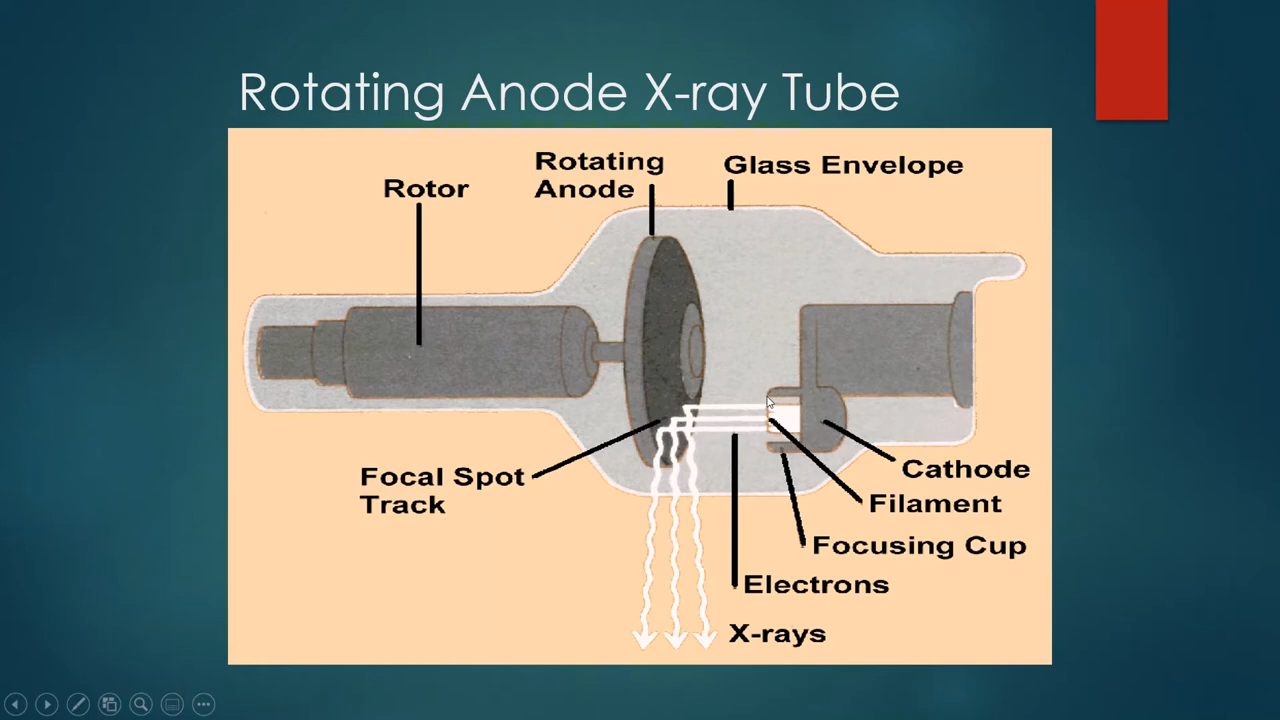 Rotating Anode X-ray Tube
Rotor
Rotating
Anode
Glass Envelope
Focal Spot
Track
Cathode
Filament
Focusing Cup
Electrons
X-rays